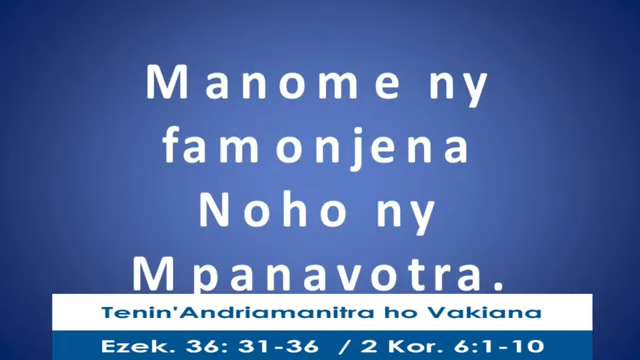 Manome ny
famonjena
Noho ny
Mpanavotra.
Tenin'Andriamanitra ho Vakiana
Ezek. 36: 31-36 / 2 Kor. 6:1-10